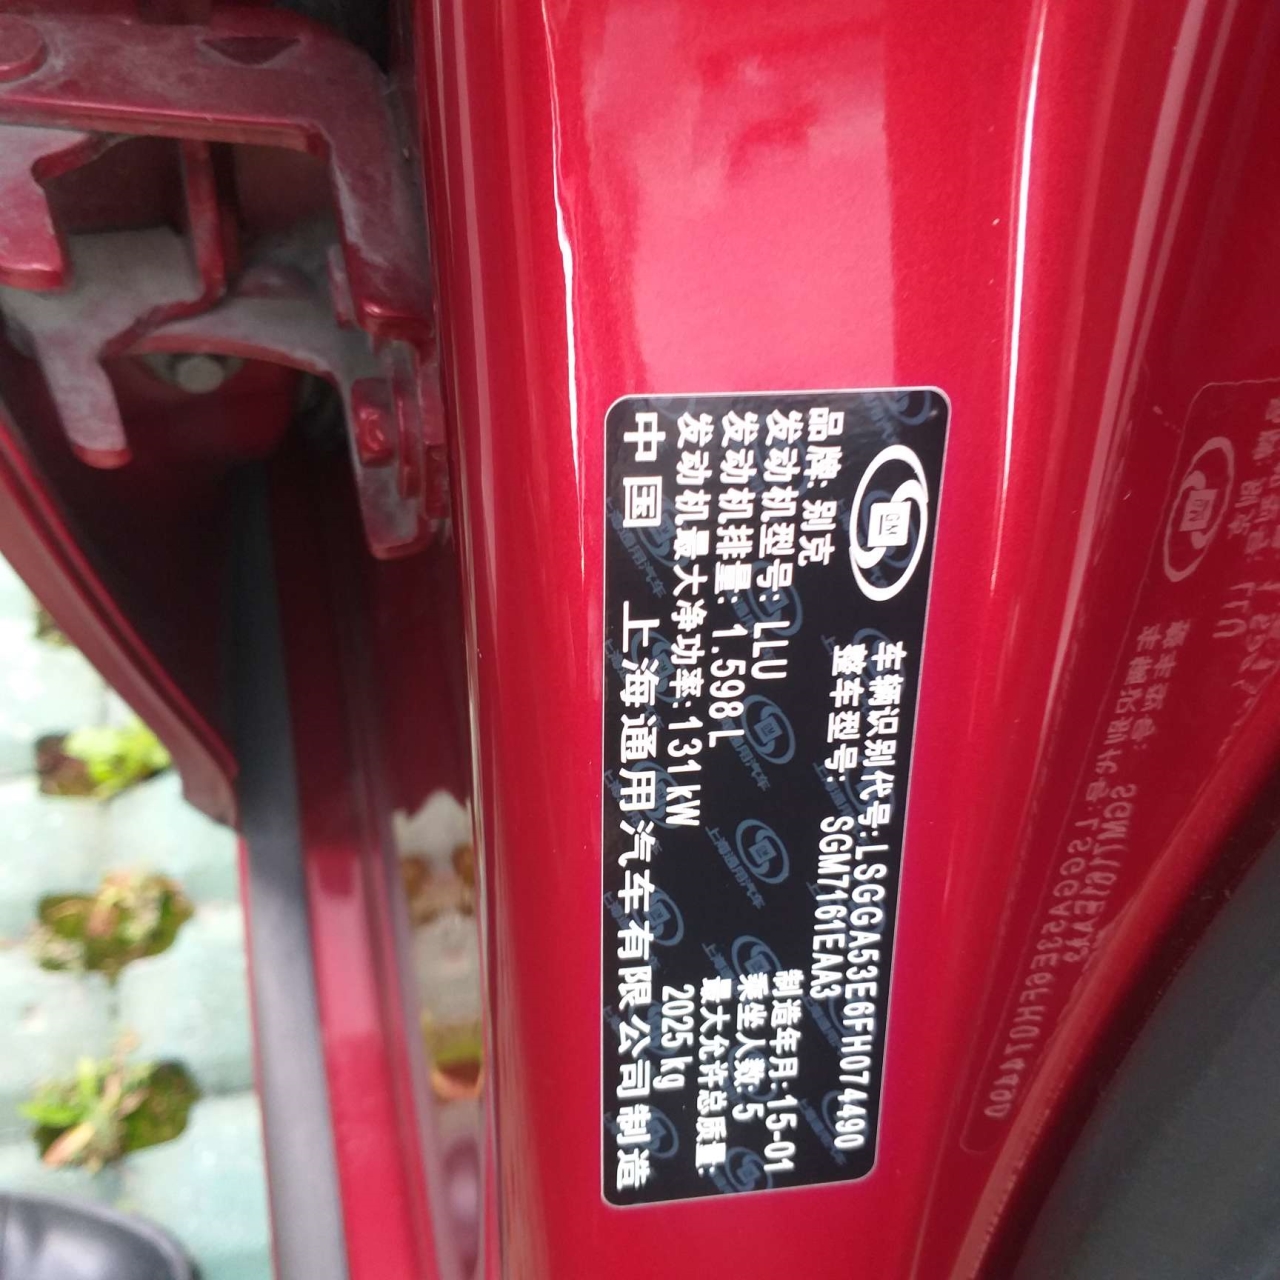 GM
车辆识别代号:LSGGA53E6FH074490
整车型号: SGM7161EAA3
品牌: 别克
发动机型号: LLU
制造年月:15-01
发动机排量: 1.598L
乘坐人数: 5
发动机最大净功率:131kW
最大允许总质量:
2025 kg
中国 上海通用汽车有限公司制造